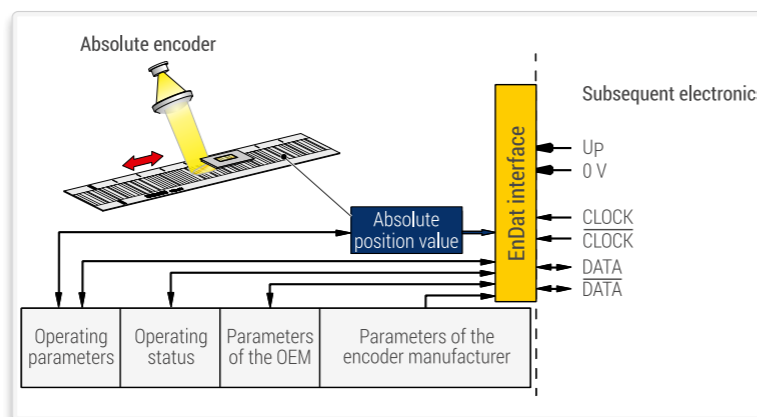 Absolute encoder
Subsequent electronics
UP
0 V
EnDat interface
Absolute
position value
CLOCK
CLOCK
DATA
DATA
Operating
parameters
Operating
status
Parameters
of the OEM
Parameters of the
encoder manufacturer